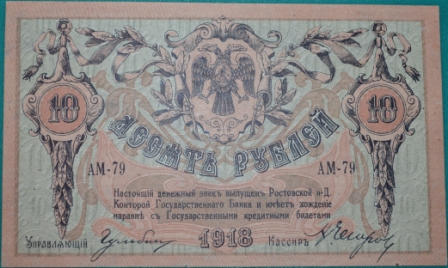 10 10
ДЕСЯТЬ РУБЛЕЙ
АМ-79 АМ-79
Настоящій денежный знакъ выпущенъ Ростовской н-Д.
Конторой Государственнаго Банка и имѣетъ хожденіе
наравнѣ съ Государственными кредитными билетами
Управляющій 1918 Кассиръ